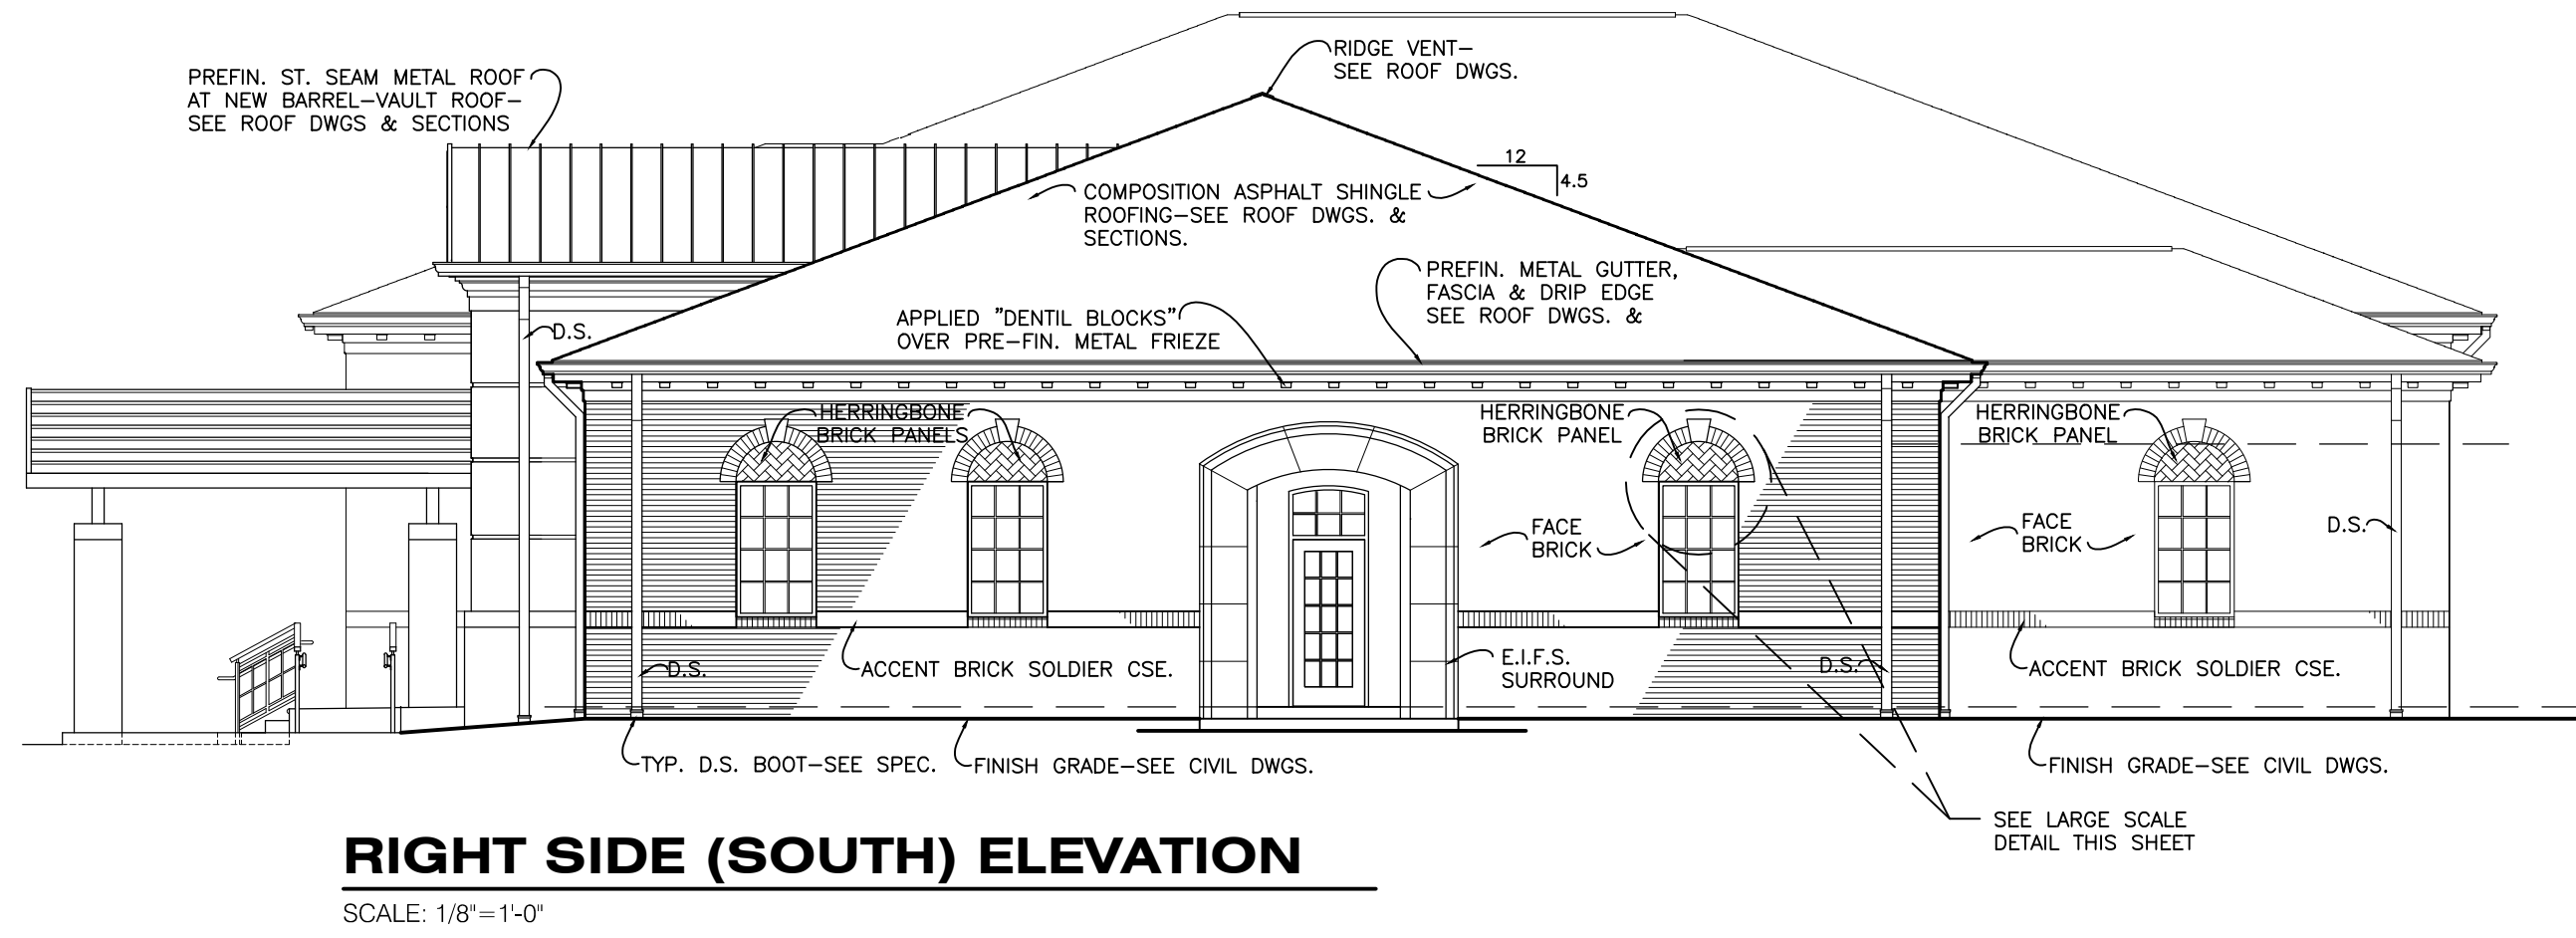 RIDGE VENT-
SEE ROOF DWGS.
PREFIN. ST. SEAM METAL ROOF
AT NEW BARREL-VAULT ROOF-
SEE ROOF DWGS & SECTIONS
12
4.5
COMPOSITION ASPHALT SHINGLE
ROOFING-SEE ROOF DWGS. &
SECTIONS.
PREFIN. METAL GUTTER,
FASCIA & DRIP EDGE
SEE ROOF DWGS. &
APPLIED "DENTIL BLOCKS"
OVER PRE-FIN. METAL FRIEZE
D.S.
HERRINGBONE
BRICK PANELS
HERRINGBONE
BRICK PANEL
HERRINGBONE
BRICK PANEL
FACE
BRICK
FACE
BRICK
D.S.
D.S.
ACCENT BRICK SOLDIER CSE.
E.I.F.S.
SURROUND
D.S.
ACCENT BRICK SOLDIER CSE.
TYP. D.S. BOOT-SEE SPEC.
FINISH GRADE-SEE CIVIL DWGS.
FINISH GRADE-SEE CIVIL DWGS.
SEE LARGE SCALE
DETAIL THIS SHEET
RIGHT SIDE (SOUTH) ELEVATION
SCALE: 1/8"=1'-0"